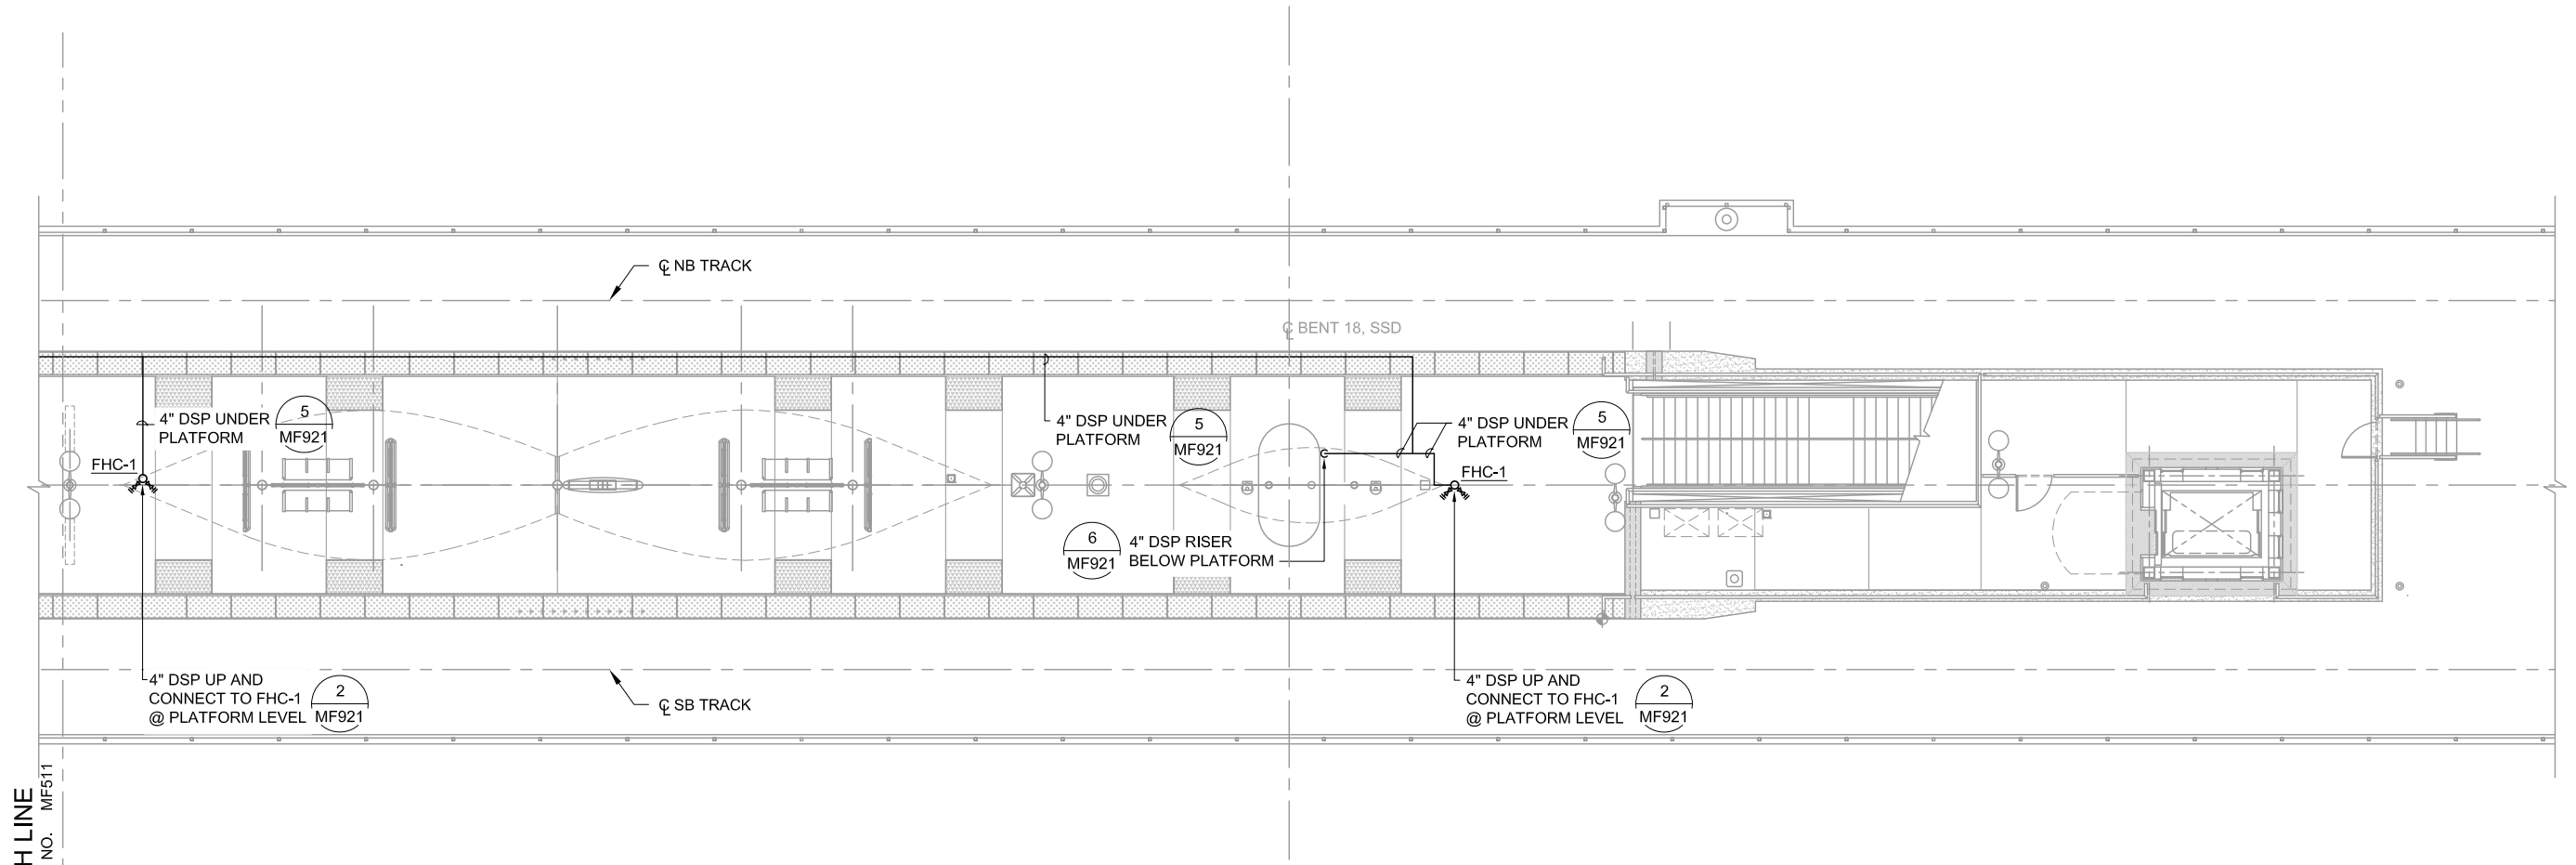 ℄ NB TRACK
℄ BENT 18, SSD
4" DSP UNDER
PLATFORM
5
MF921
FHC-1
4" DSP UNDER
PLATFORM
5
MF921
4" DSP UNDER
PLATFORM
5
MF921
FHC-1
6
MF921
4" DSP RISER
BELOW PLATFORM
4" DSP UP AND
CONNECT TO FHC-1
@ PLATFORM LEVEL
2
MF921
℄ SB TRACK
4" DSP UP AND
CONNECT TO FHC-1
@ PLATFORM LEVEL
2
MF921
H LINE
NO. MF511